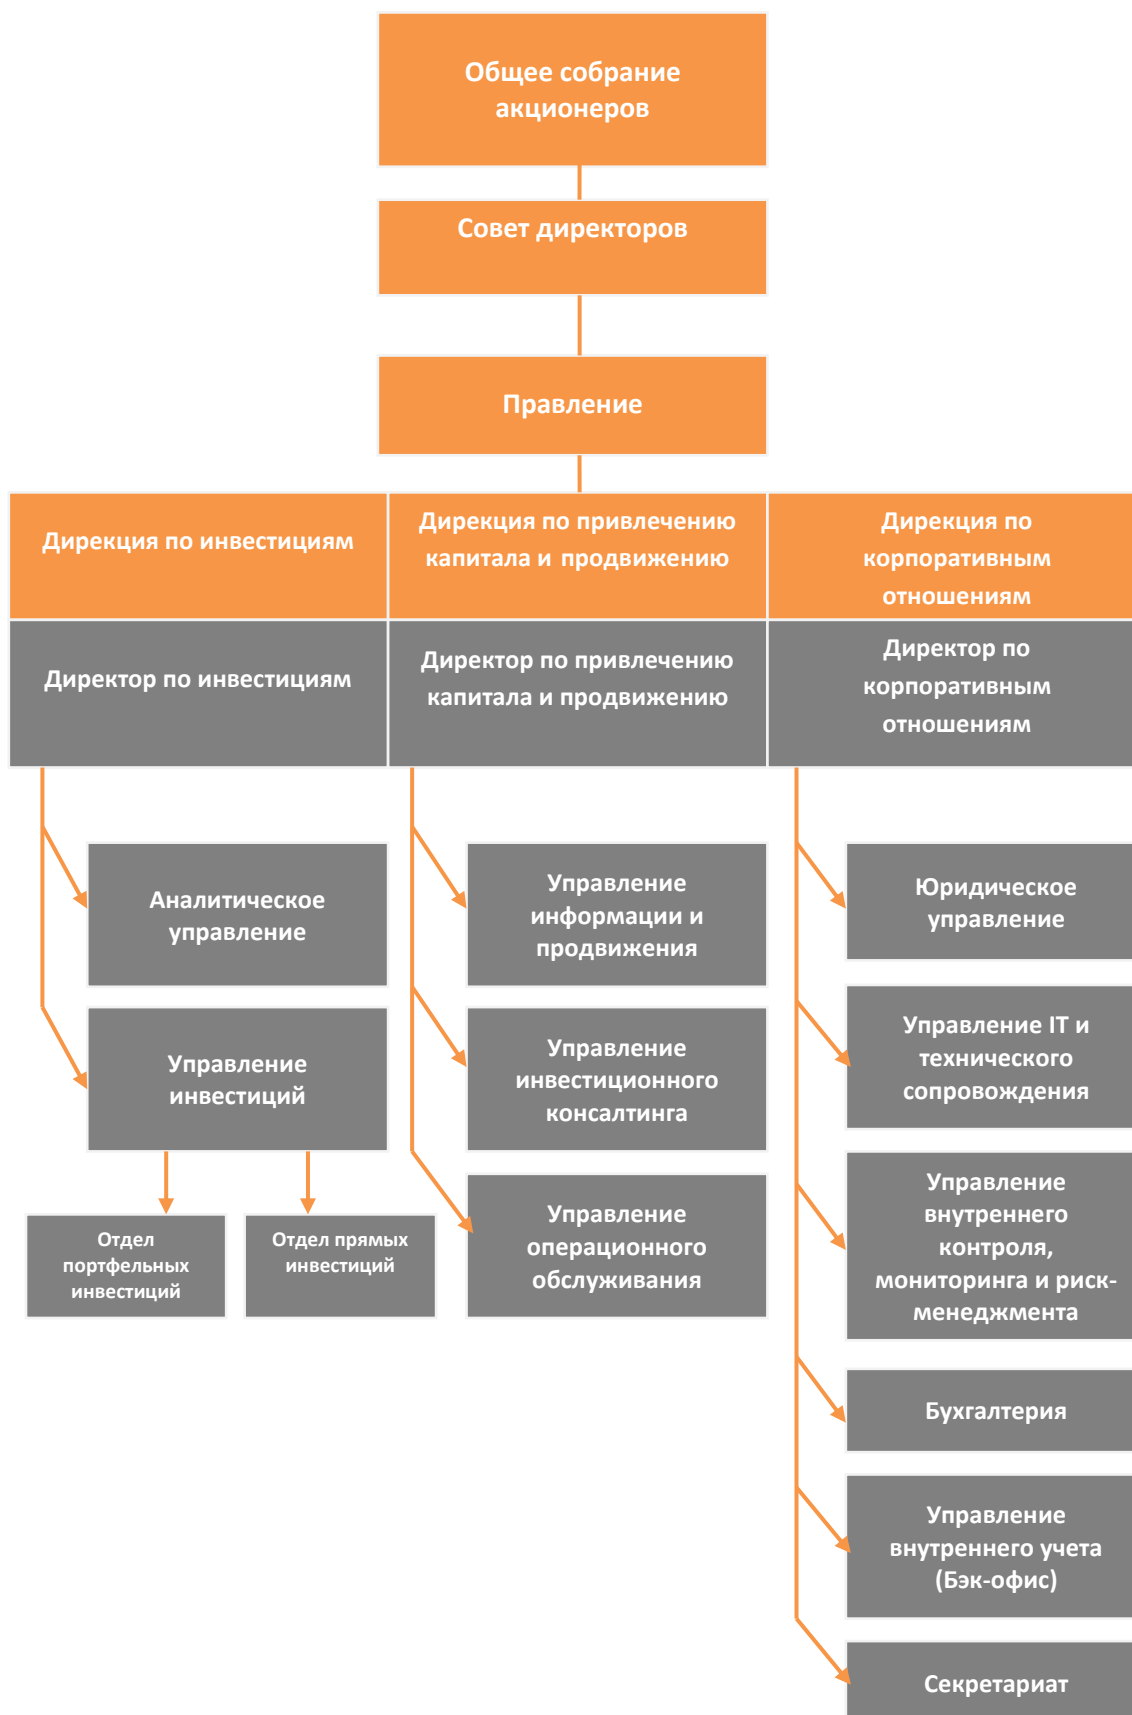 Общее собрание
акционеров
Совет директоров
Правление
Дирекция по инвестициям
Дирекция по привлечению
капитала и продвижению
Дирекция по
корпоративным
отношениям
Директор по инвестициям
Директор по привлечению
капитала и продвижению
Директор по
корпоративным
отношениям
Аналитическое
управление
Управление
инвестиций
Отдел
портфельных
инвестиций
Отдел прямых
инвестиций
Управление
информации и
продвижения
Управление
инвестиционного
консалтинга
Управление
операционного
обслуживания
Юридическое
управление
Управление IT и
технического
сопровождения
Управление
внутреннего
контроля,
мониторинга и риск-
менеджмента
Бухгалтерия
Управление
внутреннего учета
(Бэк-офис)
Секретариат